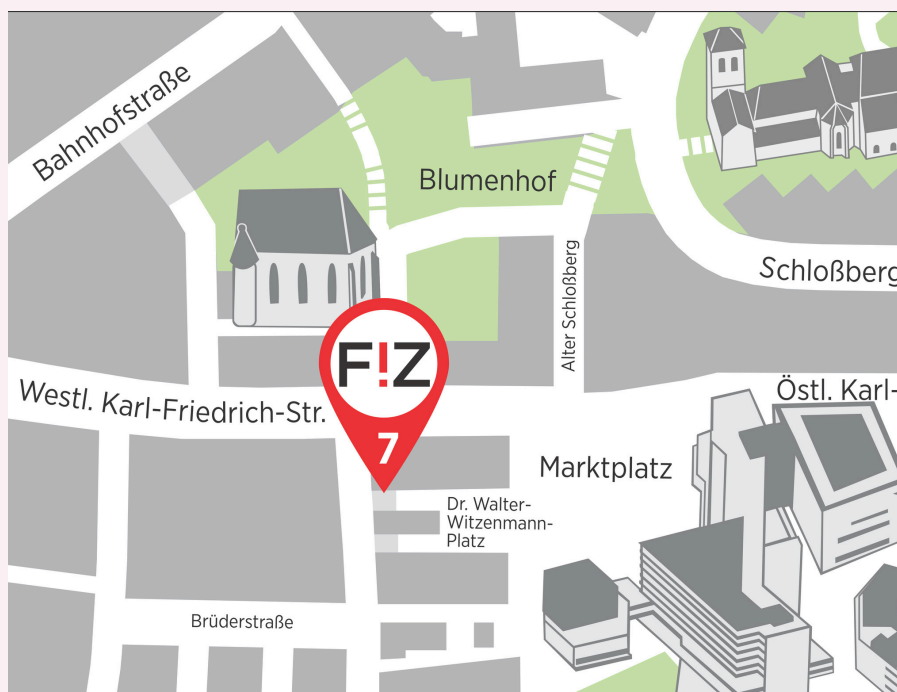 Bahnhofstraße
Blumenhof
Alter Schloßberg
Schloßberg
Westl. Karl-Friedrich-Str.
F!Z
7
Östl. Karl-
Marktplatz
Dr. Walter-
Witzenmann-
Platz
Brüderstraße